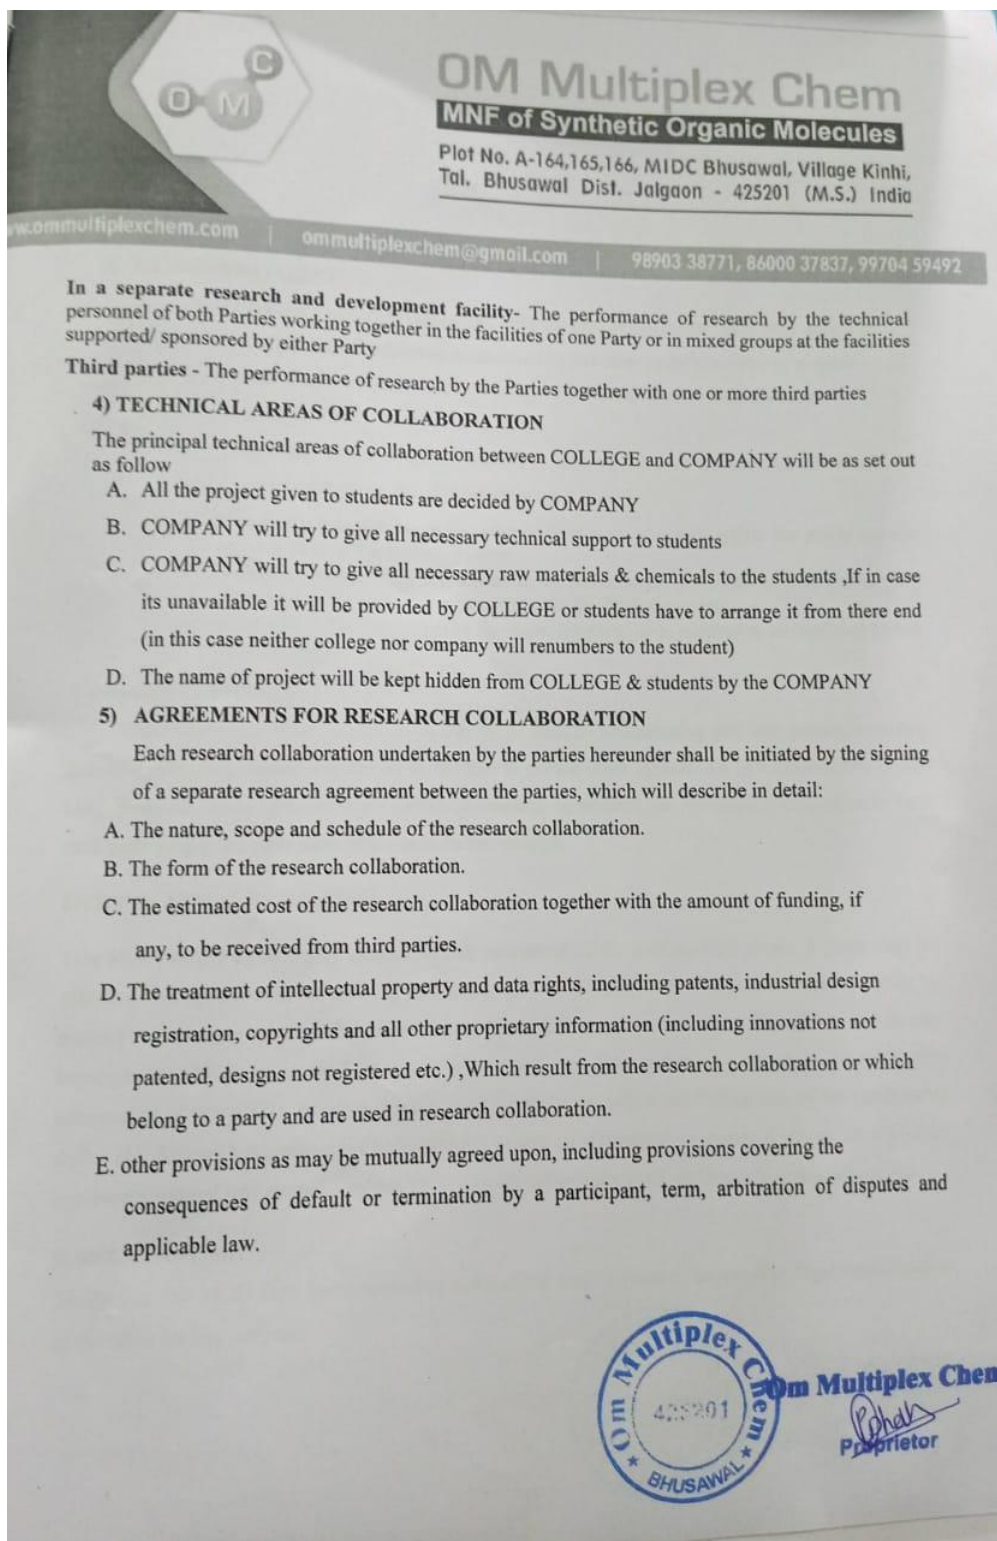 C
O M
OM Multiplex Chem
MNF of Synthetic Organic Molecules
Plot No. A-164,165,166, MIDC Bhusawal, Village Kinhi,
Tal. Bhusawal Dist. Jalgaon - 425201 (M.S.) India
w.ommultiplexchem.com | ommultiplexchem@gmail.com | 98903 38771, 86000 37837, 99704 59492
In a separate research and development facility- The performance of research by the technical
personnel of both Parties working together in the facilities of one Party or in mixed groups at the facilities
supported/ sponsored by either Party
Third parties - The performance of research by the Parties together with one or more third parties
4) TECHNICAL AREAS OF COLLABORATION
The principal technical areas of collaboration between COLLEGE and COMPANY will be as set out
as follow
A. All the project given to students are decided by COMPANY
B. COMPANY will try to give all necessary technical support to students
C. COMPANY will try to give all necessary raw materials & chemicals to the students ,If in case
its unavailable it will be provided by COLLEGE or students have to arrange it from there end
(in this case neither college nor company will renumbers to the student)
D. The name of project will be kept hidden from COLLEGE & students by the COMPANY
5) AGREEMENTS FOR RESEARCH COLLABORATION
Each research collaboration undertaken by the parties hereunder shall be initiated by the signing
of a separate research agreement between the parties, which will describe in detail:
A. The nature, scope and schedule of the research collaboration.
B. The form of the research collaboration.
C. The estimated cost of the research collaboration together with the amount of funding, if
any, to be received from third parties.
D. The treatment of intellectual property and data rights, including patents, industrial design
registration, copyrights and all other proprietary information (including innovations not
patented, designs not registered etc.) ,Which result from the research collaboration or which
belong to a party and are used in research collaboration.
E. other provisions as may be mutually agreed upon, including provisions covering the
consequences of default or termination by a participant, term, arbitration of disputes and
applicable law.
Om Multiplex Chem
425201
BHUSAWAL
Om Multiplex Chem
Proprietor